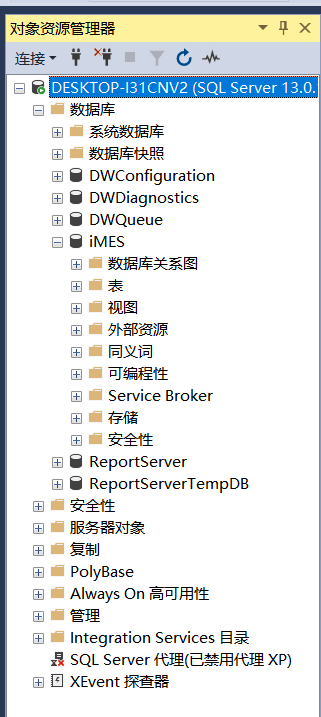 对象资源管理器
连接
DESKTOP-I31CNV2 (SQL Server 13.0.
数据库
系统数据库
数据库快照
DWConfiguration
DWDiagnostics
DWQueue
iMES
数据库关系图
表
视图
外部资源
同义词
可编程性
Service Broker
存储
安全性
ReportServer
ReportServerTempDB
安全性
服务器对象
复制
PolyBase
Always On 高可用性
管理
Integration Services 目录
SQL Server 代理(已禁用代理 XP)
XEvent 探查器